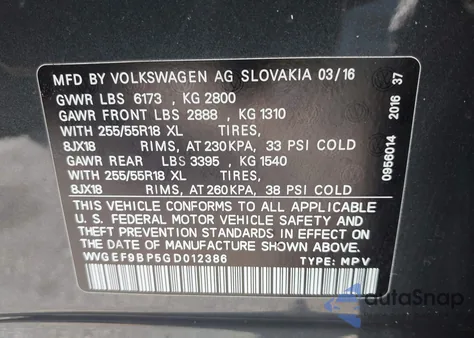 MFD BY VOLKSWAGEN AG SLOVAKIA 03/16
GVWR LBS 6173 , KG 2800
GAWR FRONT LBS 2888 , KG 1310
WITH 255/55R18 XL TIRES,
8JX18 RIMS, AT 230KPA, 33 PSI COLD
GAWR REAR LBS 3395 , KG 1540
WITH 255/55R18 XL TIRES,
8JX18 RIMS, AT 260KPA, 38 PSI COLD
THIS VEHICLE CONFORMS TO ALL APPLICABLE
U. S. FEDERAL MOTOR VEHICLE SAFETY AND
THEFT PREVENTION STANDARDS IN EFFECT ON THE
DATE OF MANUFACTURE SHOWN ABOVE.
WVGEF9BP5GD012386 TYPE: MPV
0956014 2016 37
autoSnap